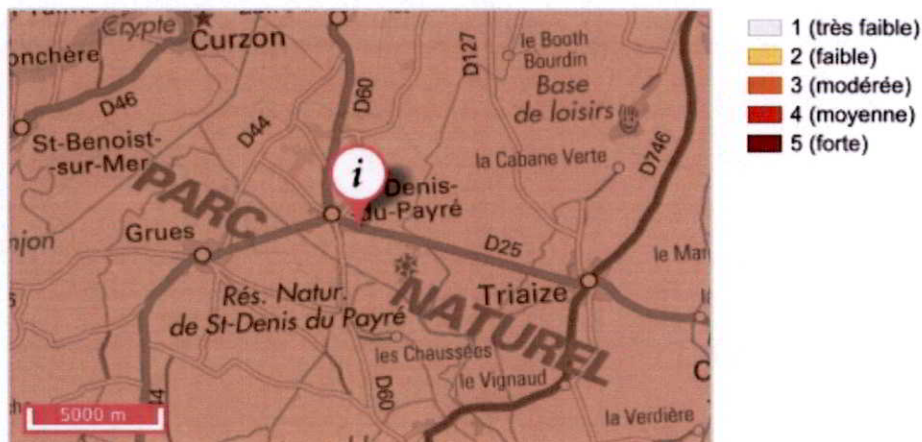 Crypte
Curzon
onchère
D46
D60
D44
D127
le Booth
Bourdin
Base
de loisirs
D746
St-Benoist-
-sur-Mer
la Cabane Verte
PARC
i
Denis-
-du-Payré
njon
Grues
D25
Rés. Natur.
de St-Denis du Payré
NATUREL
Triaize
le Mar
les Chaussées
le Vignaud
D60
la Verdière
5000 m
1 (très faible)
2 (faible)
3 (modérée)
4 (moyenne)
5 (forte)